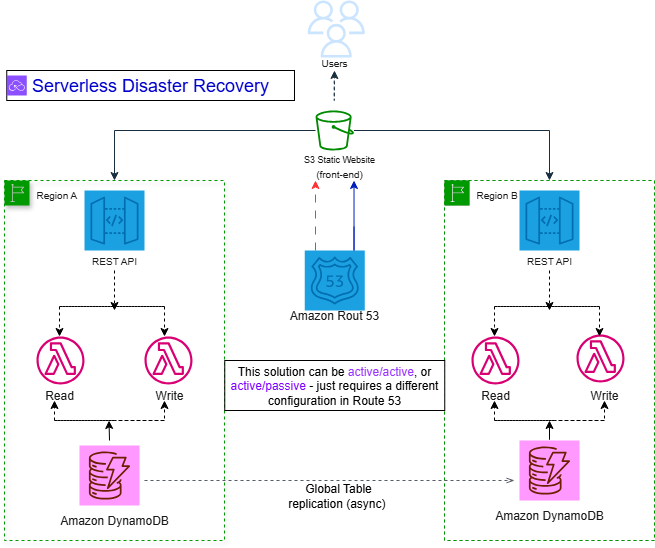 Users
Serverless Disaster Recovery
S3 Static Website
(front-end)
Region A
Region B
REST API
REST API
53
Amazon Rout 53
Read
Write
This solution can be active/active, or
active/passive - just requires a different
configuration in Route 53
Read
Write
Global Table
replication (async)
Amazon DynamoDB
Amazon DynamoDB